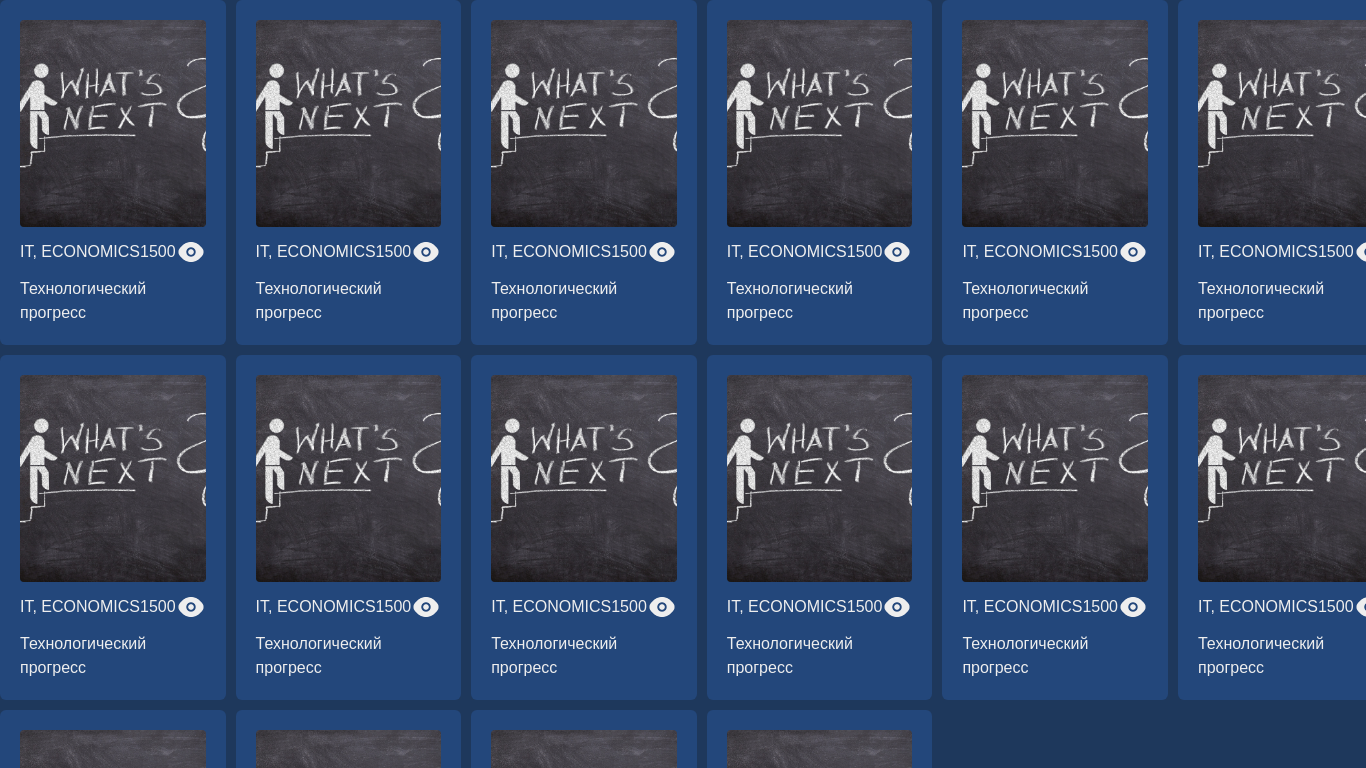 WHAT'S
NEXT
WHAT'S
NEXT
WHAT'S
NEXT
WHAT'S
NEXT
WHAT'S
NEXT
WHAT'S
NEXT
IT, ECONOMICS1500
IT, ECONOMICS1500
IT, ECONOMICS1500
IT, ECONOMICS1500
IT, ECONOMICS1500
IT, ECONOMICS1500
Технологический
прогресс
Технологический
прогресс
Технологический
прогресс
Технологический
прогресс
Технологический
прогресс
Технологический
прогресс
WHAT'S
NEXT
WHAT'S
NEXT
WHAT'S
NEXT
WHAT'S
NEXT
WHAT'S
NEXT
WHAT'S
NEXT
IT, ECONOMICS1500
IT, ECONOMICS1500
IT, ECONOMICS1500
IT, ECONOMICS1500
IT, ECONOMICS1500
IT, ECONOMICS1500
Технологический
прогресс
Технологический
прогресс
Технологический
прогресс
Технологический
прогресс
Технологический
прогресс
Технологический
прогресс